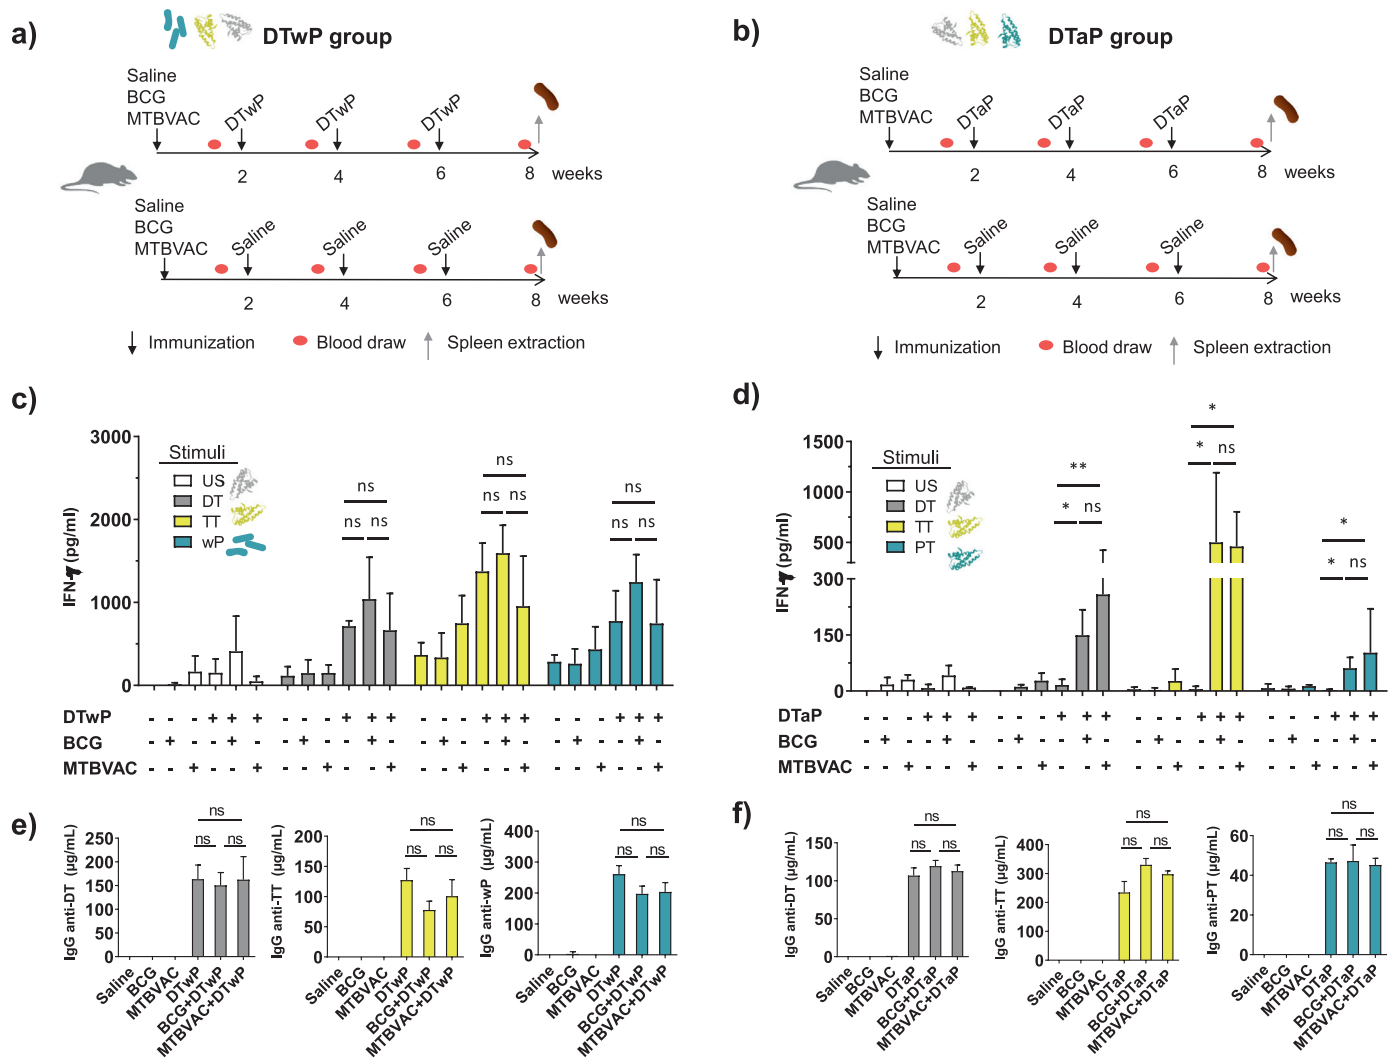 a)
DTwP group
Saline
BCG
MTBVAC
DTwP
DTwP
DTwP
2 4 6 8 weeks
Saline
BCG
MTBVAC
Saline
Saline
Saline
2 4 6 8 weeks
Immunization Blood draw Spleen extraction
b)
DTaP group
Saline
BCG
MTBVAC
DTaP
DTaP
DTaP
2 4 6 8 weeks
Saline
BCG
MTBVAC
Saline
Saline
Saline
2 4 6 8 weeks
Immunization Blood draw Spleen extraction
c)
IFN-γ (pg/ml)
3000
2000
1000
0
Stimuli
US
DT
TT
wP
ns
ns ns
ns
ns ns
ns
ns ns
DTwP - - - + + + - - - + + + - - - + + + - - - + + +
BCG - + - - + - - + - - + - - + - - + - - + - - + -
MTBVAC - - + - - + - - + - - + - - + - - + - - + - - +
d)
IFN-γ (pg/ml)
1500
1000
500
300
150
0
Stimuli
US
DT
TT
PT
**
* ns
*
* ns
*
* ns
DTaP - - - + + + - - - + + + - - - + + + - - - + + +
BCG - + - - + - - + - - + - - + - - + - - + - - + -
MTBVAC - - + - - + - - + - - + - - + - - + - - + - - +
e)
IgG anti-DT (µg/mL)
250
200
150
100
50
0
ns
ns ns
Saline
BCG
MTBVAC
DTwP
BCG+DTwP
MTBVAC+DTwP
IgG anti-TT (µg/mL)
200
150
100
50
0
ns
ns ns
Saline
BCG
MTBVAC
DTwP
BCG+DTwP
MTBVAC+DTwP
IgG anti-wP (µg/mL)
400
300
200
100
0
ns
ns ns
Saline
BCG
MTBVAC
DTwP
BCG+DTwP
MTBVAC+DTwP
f)
IgG anti-DT (µg/mL)
150
100
50
0
ns
ns ns
Saline
BCG
MTBVAC
DTaP
BCG+DTaP
MTBVAC+DTaP
IgG anti-TT (µg/mL)
400
300
200
100
0
ns
ns ns
Saline
BCG
MTBVAC
DTaP
BCG+DTaP
MTBVAC+DTaP
IgG anti-PT (µg/mL)
60
40
20
0
ns
ns ns
Saline
BCG
MTBVAC
DTaP
BCG+DTaP
MTBVAC+DTaP